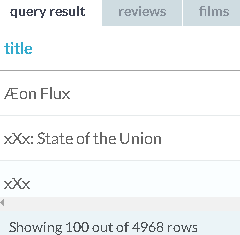 query result reviews films
title
Æon Flux
xXx: State of the Union
xXx
Showing 100 out of 4968 rows